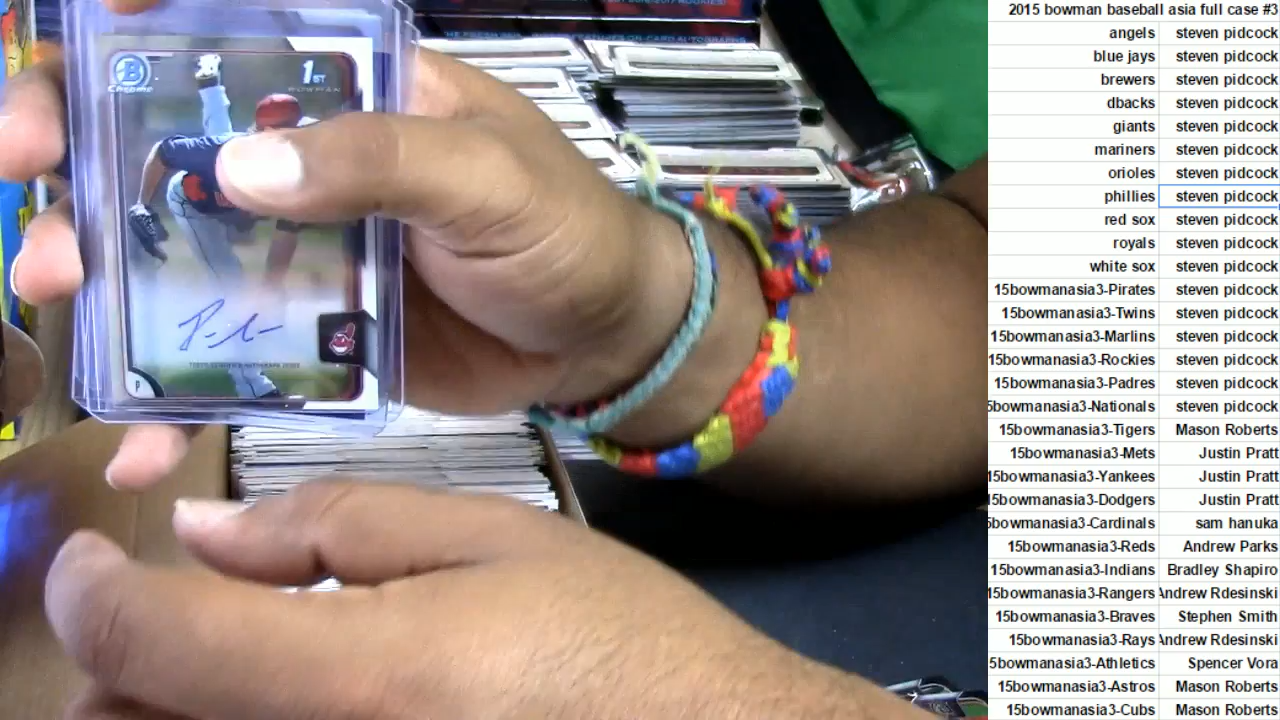 2015 bowman baseball asia full case #3
angels steven pidcock
blue jays steven pidcock
brewers steven pidcock
dbacks steven pidcock
giants steven pidcock
mariners steven pidcock
orioles steven pidcock
phillies steven pidcock
red sox steven pidcock
royals steven pidcock
white sox steven pidcock
15bowmanasia3-Pirates steven pidcock
15bowmanasia3-Twins steven pidcock
15bowmanasia3-Marlins steven pidcock
15bowmanasia3-Rockies steven pidcock
15bowmanasia3-Padres steven pidcock
5bowmanasia3-Nationals steven pidcock
15bowmanasia3-Tigers Mason Roberts
15bowmanasia3-Mets Justin Pratt
15bowmanasia3-Yankees Justin Pratt
15bowmanasia3-Dodgers Justin Pratt
5bowmanasia3-Cardinals sam hanuka
15bowmanasia3-Reds Andrew Parks
15bowmanasia3-Indians Bradley Shapiro
15bowmanasia3-Rangers Andrew Rdesinski
15bowmanasia3-Braves Stephen Smith
15bowmanasia3-Rays Andrew Rdesinski
5bowmanasia3-Athletics Spencer Vora
15bowmanasia3-Astros Mason Roberts
15bowmanasia3-Cubs Mason Roberts
B
Chrome
1ST
BOWMAN
P